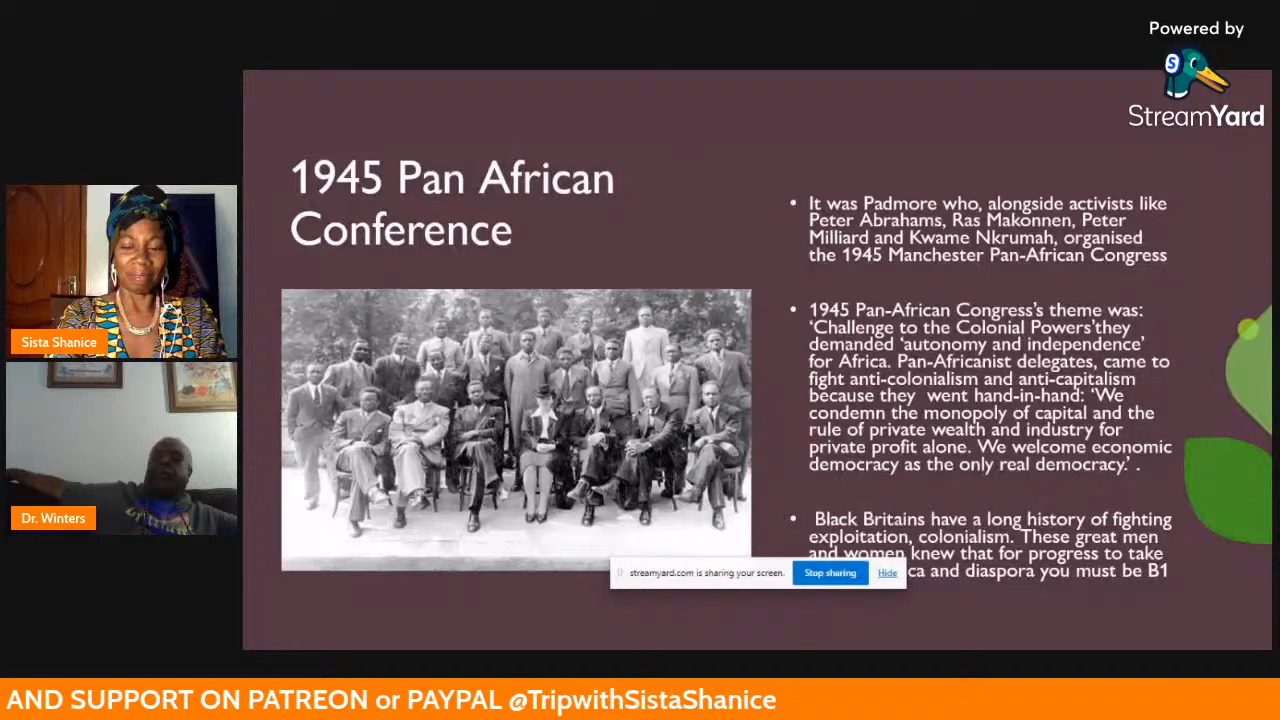 Powered by
StreamYard
1945 Pan African
Conference
• It was Padmore who, alongside activists like
Peter Abrahams, Ras Makonnen, Peter
Milliard and Kwame Nkrumah, organised
the 1945 Manchester Pan-African Congress
• 1945 Pan-African Congress's theme was:
'Challenge to the Colonial Powers'they
demanded 'autonomy and independence'
for Africa. Pan-Africanist delegates, came to
fight anti-colonialism and anti-capitalism
because they went hand-in-hand: 'We
condemn the monopoly of capital and the
rule of private wealth and industry for
private profit alone. We welcome economic
democracy as the only real democracy.' .
• Black Britains have a long history of fighting
exploitation, colonialism. These great men
and women knew that for progress to take
ca and diaspora you must be B1
streamyard.com is sharing your screen.
Stop sharing
Hide
Sista Shanice
Dr. Winters
AND SUPPORT ON PATREON or PAYPAL @TripwithSistaShanice